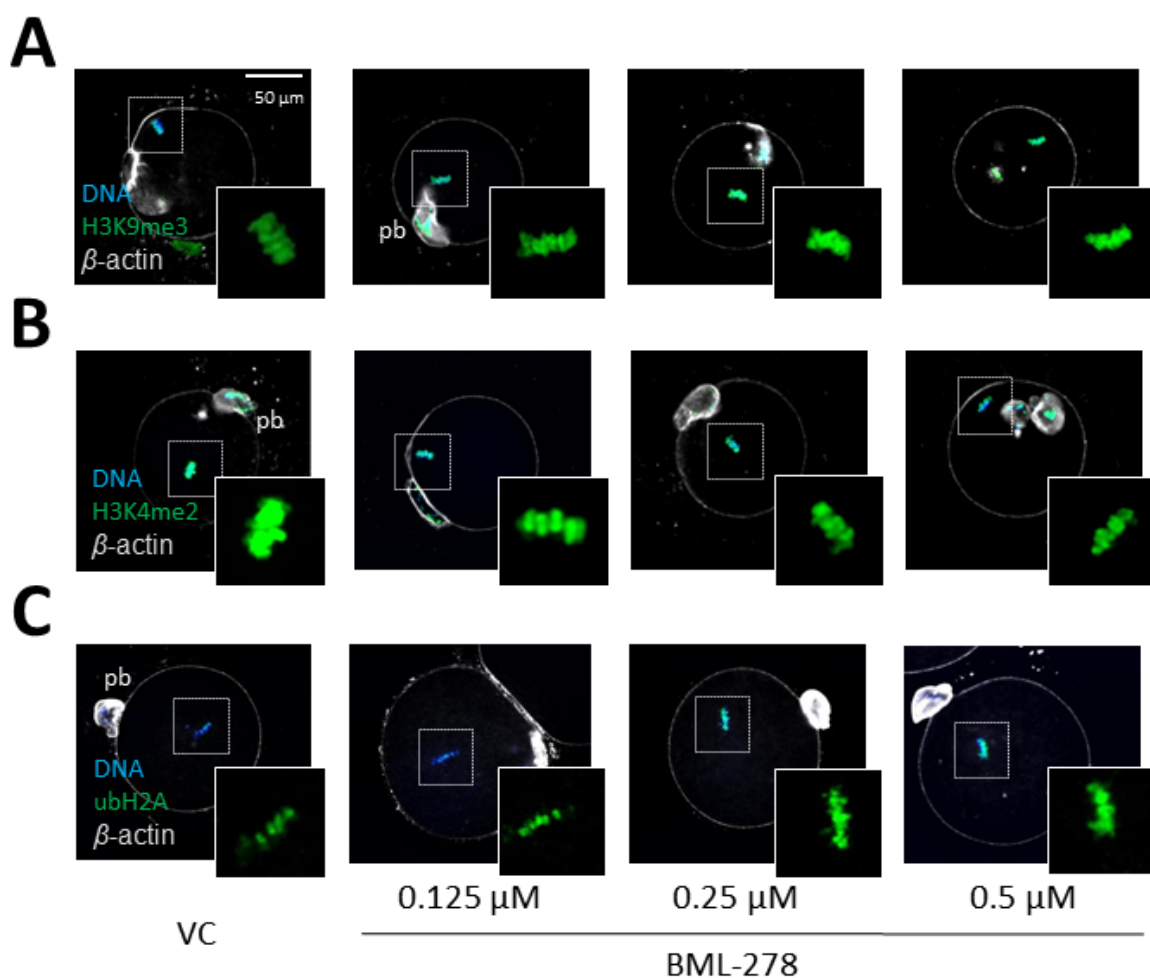 A
50 µm
DNA
H3K9me3
β-actin
pb
B
pb
DNA
H3K4me2
β-actin
C
pb
DNA
ubH2A
β-actin
0.125 µM
0.25 µM
0.5 µM
VC
BML-278